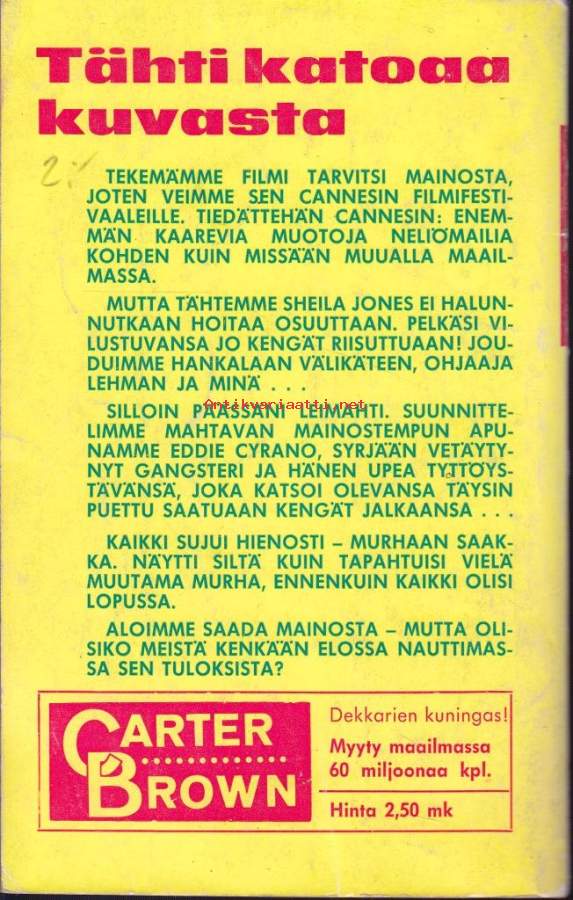 Tähti katoaa
kuvasta
2:-
TEKEMÄMME FILMI TARVITSI MAINOSTA,
JOTEN VEIMME SEN CANNESIN FILMIFESTI-
VAALEILLE. TIEDÄTTEHÄN CANNESIN: ENEM-
MÄN KAAREVIA MUOTOJA NELIÖMAILIA
KOHDEN KUIN MISSÄÄN MUUALLA MAAIL-
MASSA.
MUTTA TÄHTEMME SHEILA JONES EI HALUN-
NUTKAAN HOITAA OSUUTTAAN. PELKÄSI VI-
LUSTUVANSA JO KENGÄT RIISUTTUAAN! JOU-
DUIMME HANKALAAN VÄLIKÄTEEN, OHJAAJA
LEHMAN JA MINÄ . . .
Antikvariaatti.net
SILLOIN PÄÄSSÄNI LEIMAHTI. SUUNNITTE-
LIMME MAHTAVAN MAINOSTEMPUN APU-
NAMME EDDIE CYRANO, SYRJÄÄN VETÄYTY-
NYT GANGSTERI JA HÄNEN UPEA TYTTÖYS-
TÄVÄNSÄ, JOKA KATSOI OLEVANSA TÄYSIN
PUETTU SAATUAAN KENGÄT JALKAANSA . . .
KAIKKI SUJUI HIENOSTI – MURHAAN SAAK-
KA. NÄYTTI SILTÄ KUIN TAPAHTUISI VIELÄ
MUUTAMA MURHA, ENNENKUIN KAIKKI OLISI
LOPUSSA.
ALOIMME SAADA MAINOSTA – MUTTA OLI-
SIKO MEISTÄ KENKÄÄN ELOSSA NAUTTIMAS-
SA SEN TULOKSISTA?
CARTER
BROWN
Dekkarien kuningas!
Myyty maailmassa
60 miljoonaa kpl.
Hinta 2,50 mk